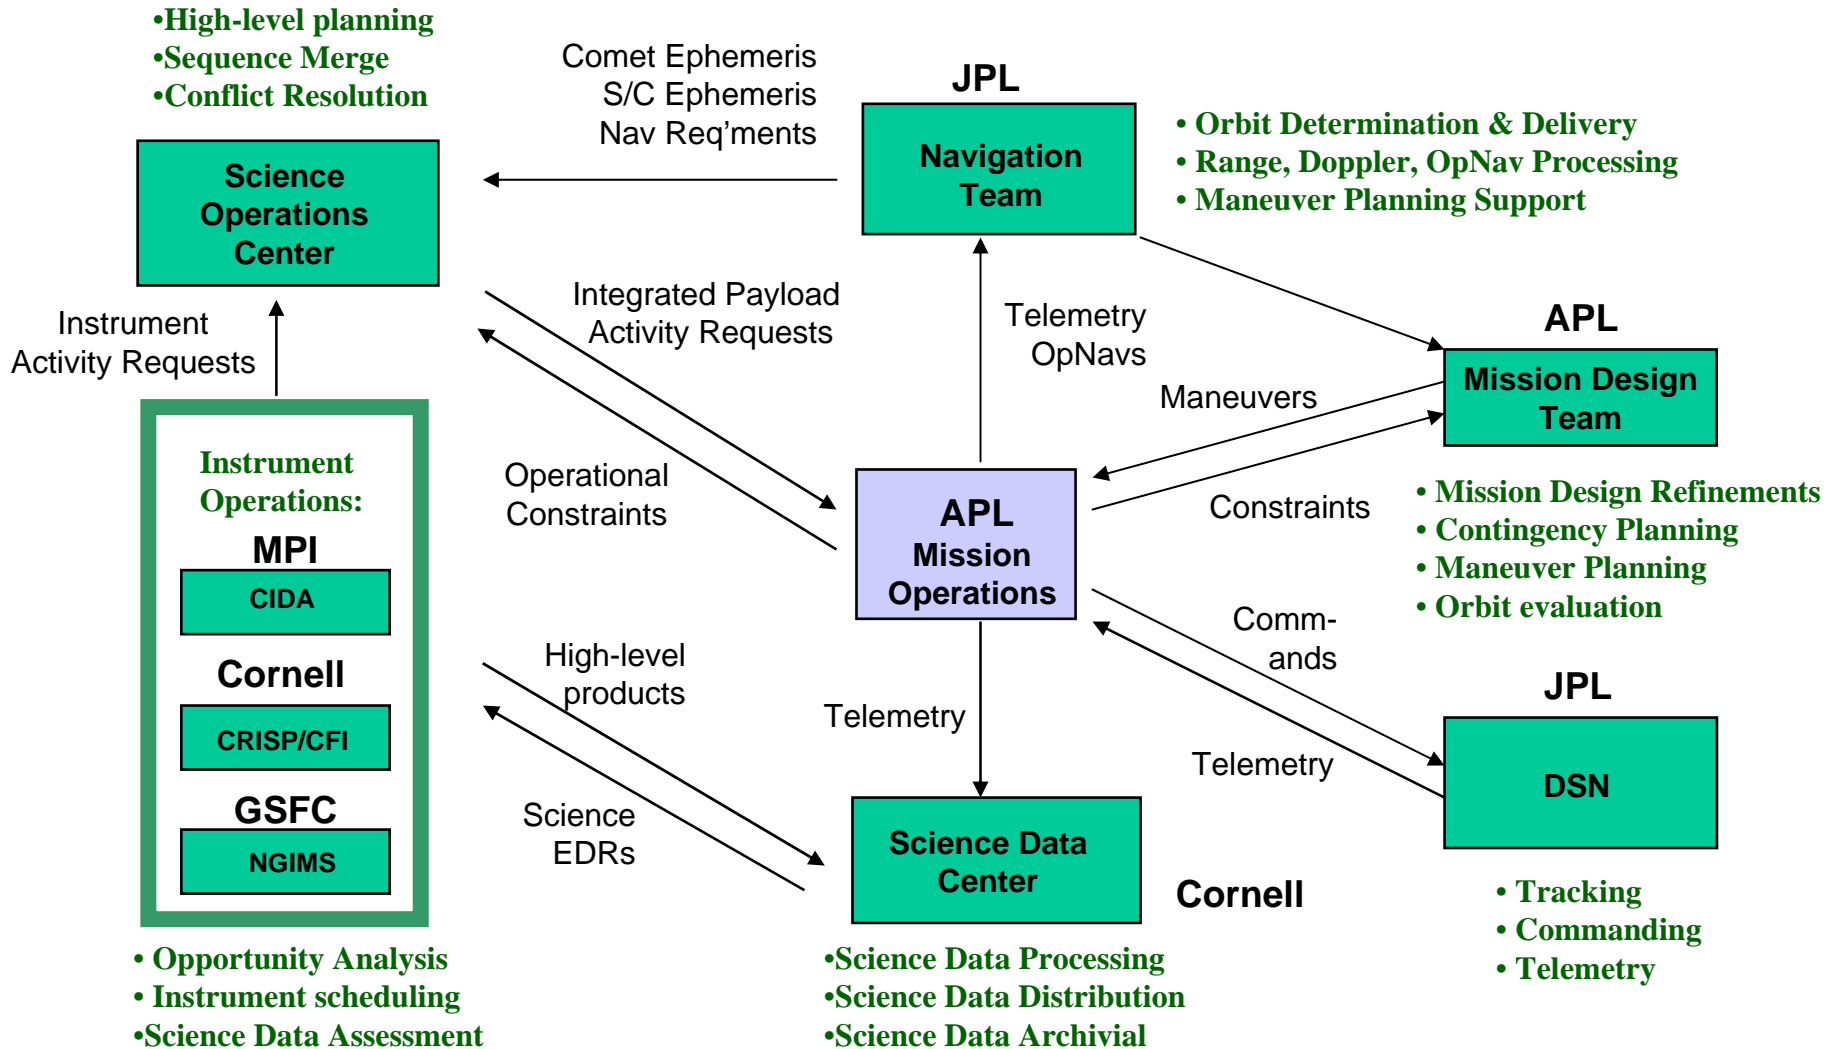 •High-level planning
•Sequence Merge
•Conflict Resolution
Science
Operations
Center
Comet Ephemeris
S/C Ephemeris
Nav Req’ments
JPL
Navigation
Team
• Orbit Determination & Delivery
• Range, Doppler, OpNav Processing
• Maneuver Planning Support
Instrument
Activity Requests
Integrated Payload
Activity Requests
Telemetry
OpNavs
APL
Mission Design
Team
Maneuvers
Constraints
• Mission Design Refinements
• Contingency Planning
• Maneuver Planning
• Orbit evaluation
Instrument
Operations:
MPI
CIDA
Cornell
CRISP/CFI
GSFC
NGIMS
Operational
Constraints
APL
Mission
Operations
Comm-
ands
Telemetry
JPL
DSN
High-level
products
Science
EDRs
Telemetry
Science Data
Center
Cornell
• Tracking
• Commanding
• Telemetry
• Opportunity Analysis
• Instrument scheduling
•Science Data Assessment
•Science Data Processing
•Science Data Distribution
•Science Data Archivial